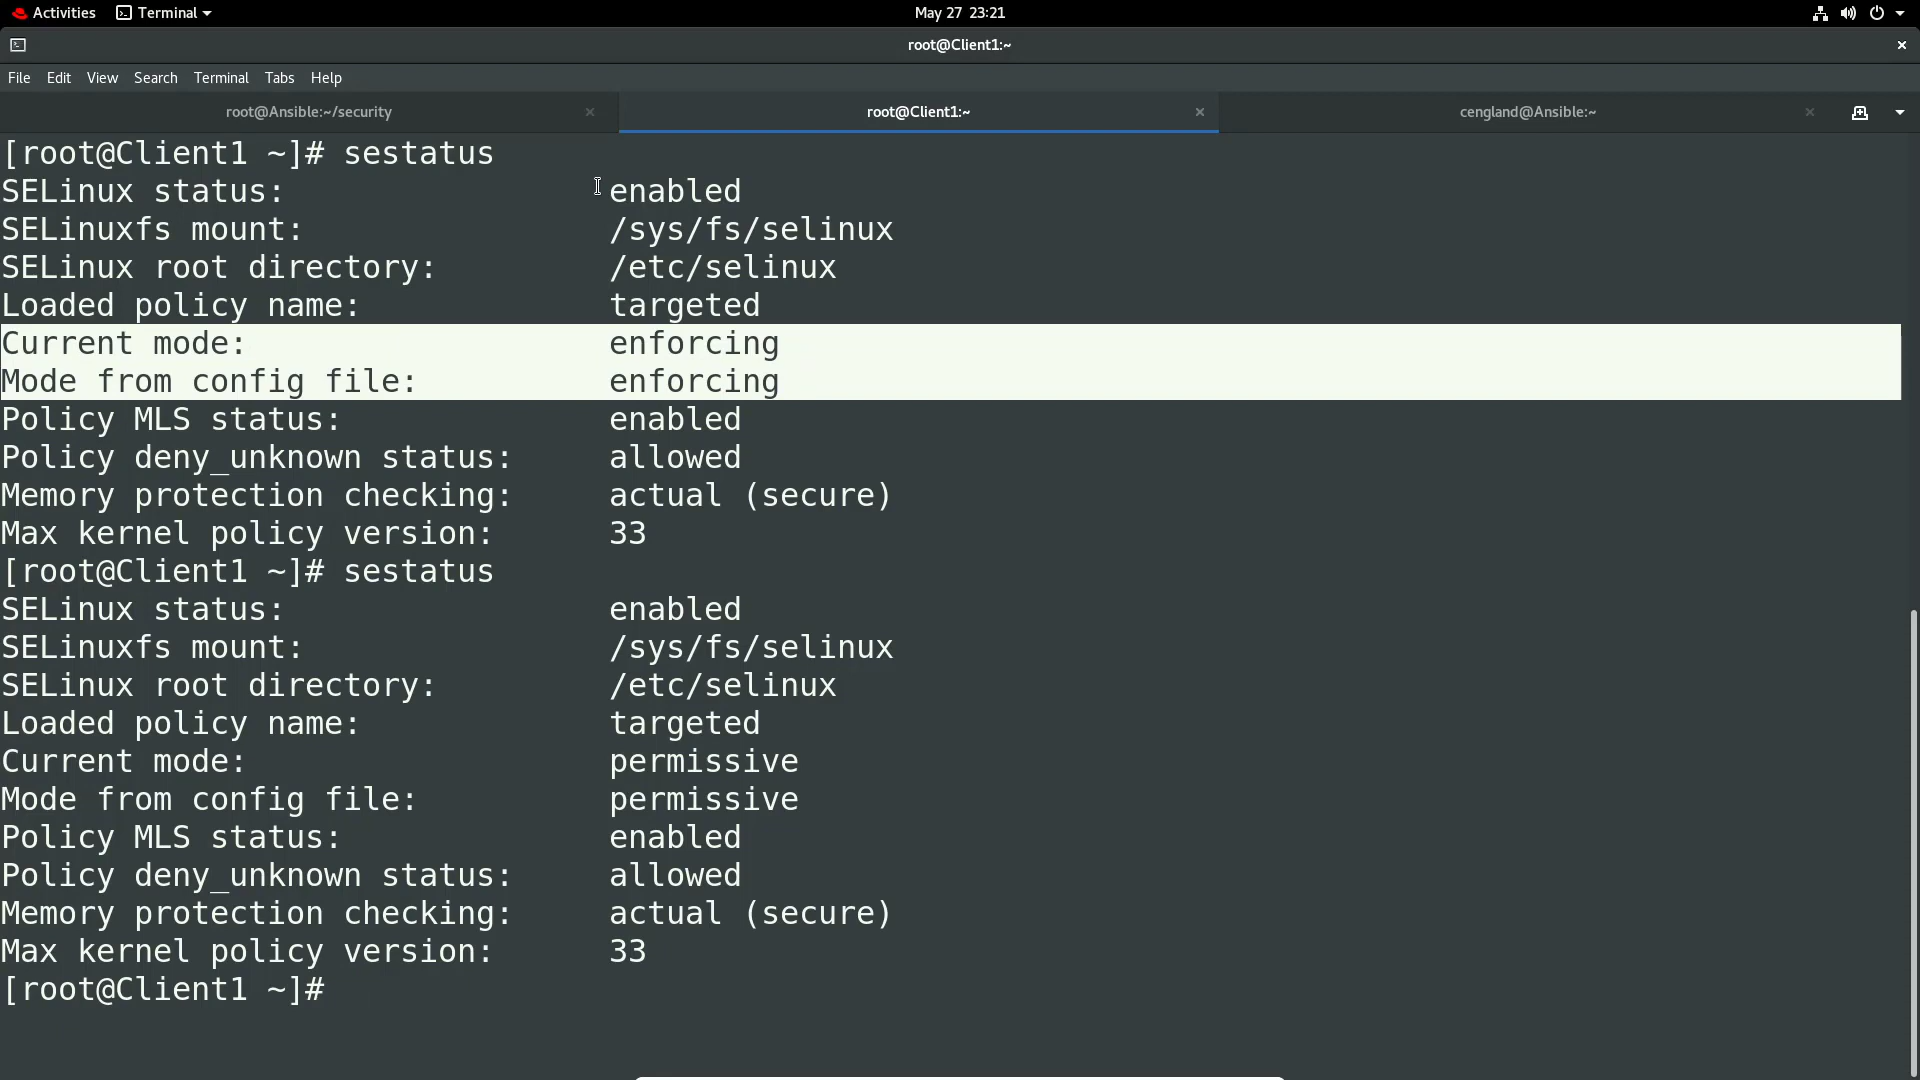 Activities Terminal May 27 23:21
root@Client1:~
File Edit View Search Terminal Tabs Help
root@Ansible:~/security root@Client1:~ cengland@Ansible:~
[root@Client1 ~]# sestatus
SELinux status: enabled
SELinuxfs mount: /sys/fs/selinux
SELinux root directory: /etc/selinux
Loaded policy name: targeted
Current mode: enforcing
Mode from config file: enforcing
Policy MLS status: enabled
Policy deny_unknown status: allowed
Memory protection checking: actual (secure)
Max kernel policy version: 33
[root@Client1 ~]# sestatus
SELinux status: enabled
SELinuxfs mount: /sys/fs/selinux
SELinux root directory: /etc/selinux
Loaded policy name: targeted
Current mode: permissive
Mode from config file: permissive
Policy MLS status: enabled
Policy deny_unknown status: allowed
Memory protection checking: actual (secure)
Max kernel policy version: 33
[root@Client1 ~]#